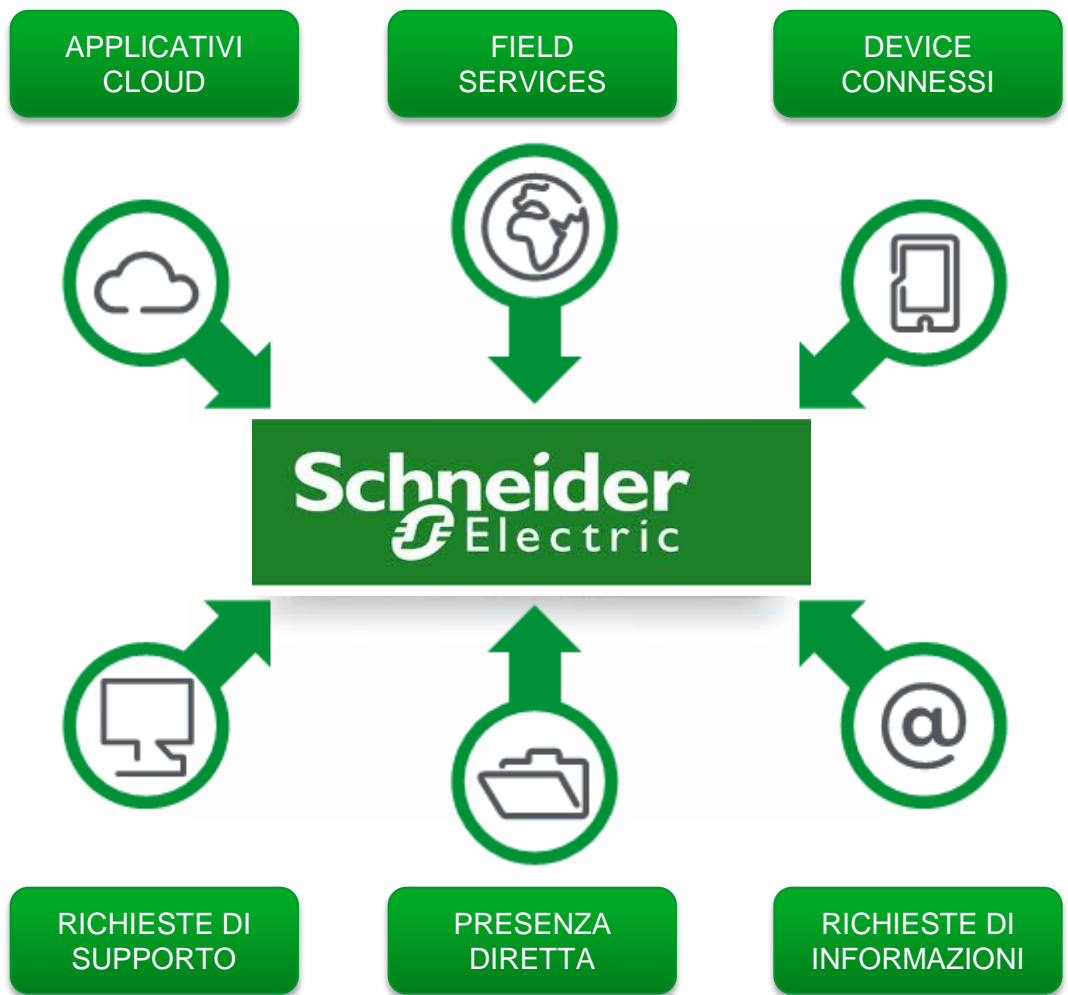 APPLICATIVI
CLOUD
FIELD
SERVICES
DEVICE
CONNESSI
Schneider
Electric
@
RICHIESTE DI
SUPPORTO
PRESENZA
DIRETTA
RICHIESTE DI
INFORMAZIONI